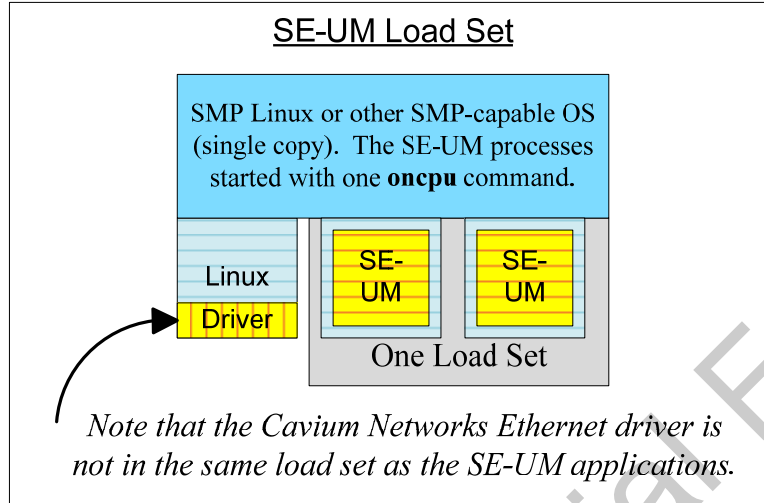 SE-UM Load Set
SMP Linux or other SMP-capable OS
(single copy).  The SE-UM processes
started with one oncpu command.
Linux
Driver
SE-
UM
SE-
UM
One Load Set
Note that the Cavium Networks Ethernet driver is
not in the same load set as the SE-UM applications.